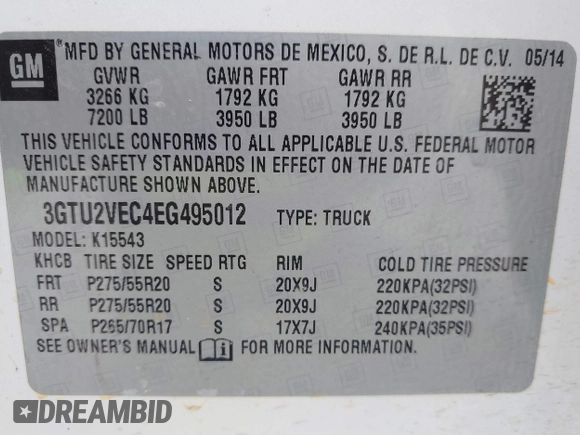 GM
® MFD BY GENERAL MOTORS DE MEXICO, S. DE R.L. DE C.V. 05/14
GVWR GAWR FRT GAWR RR
3266 KG 1792 KG 1792 KG
7200 LB 3950 LB 3950 LB
THIS VEHICLE CONFORMS TO ALL APPLICABLE U.S. FEDERAL MOTOR
VEHICLE SAFETY STANDARDS IN EFFECT ON THE DATE OF
MANUFACTURE SHOWN ABOVE.
3GTU2VEC4EG495012 TYPE: TRUCK
MODEL: K15543
KHCB TIRE SIZE SPEED RTG RIM COLD TIRE PRESSURE
FRT P275/55R20 S 20X9J 220KPA(32PSI)
RR P275/55R20 S 20X9J 220KPA(32PSI)
SPA P265/70R17 S 17X7J 240KPA(35PSI)
SEE OWNER'S MANUAL i FOR MORE INFORMATION.
DREAMBID